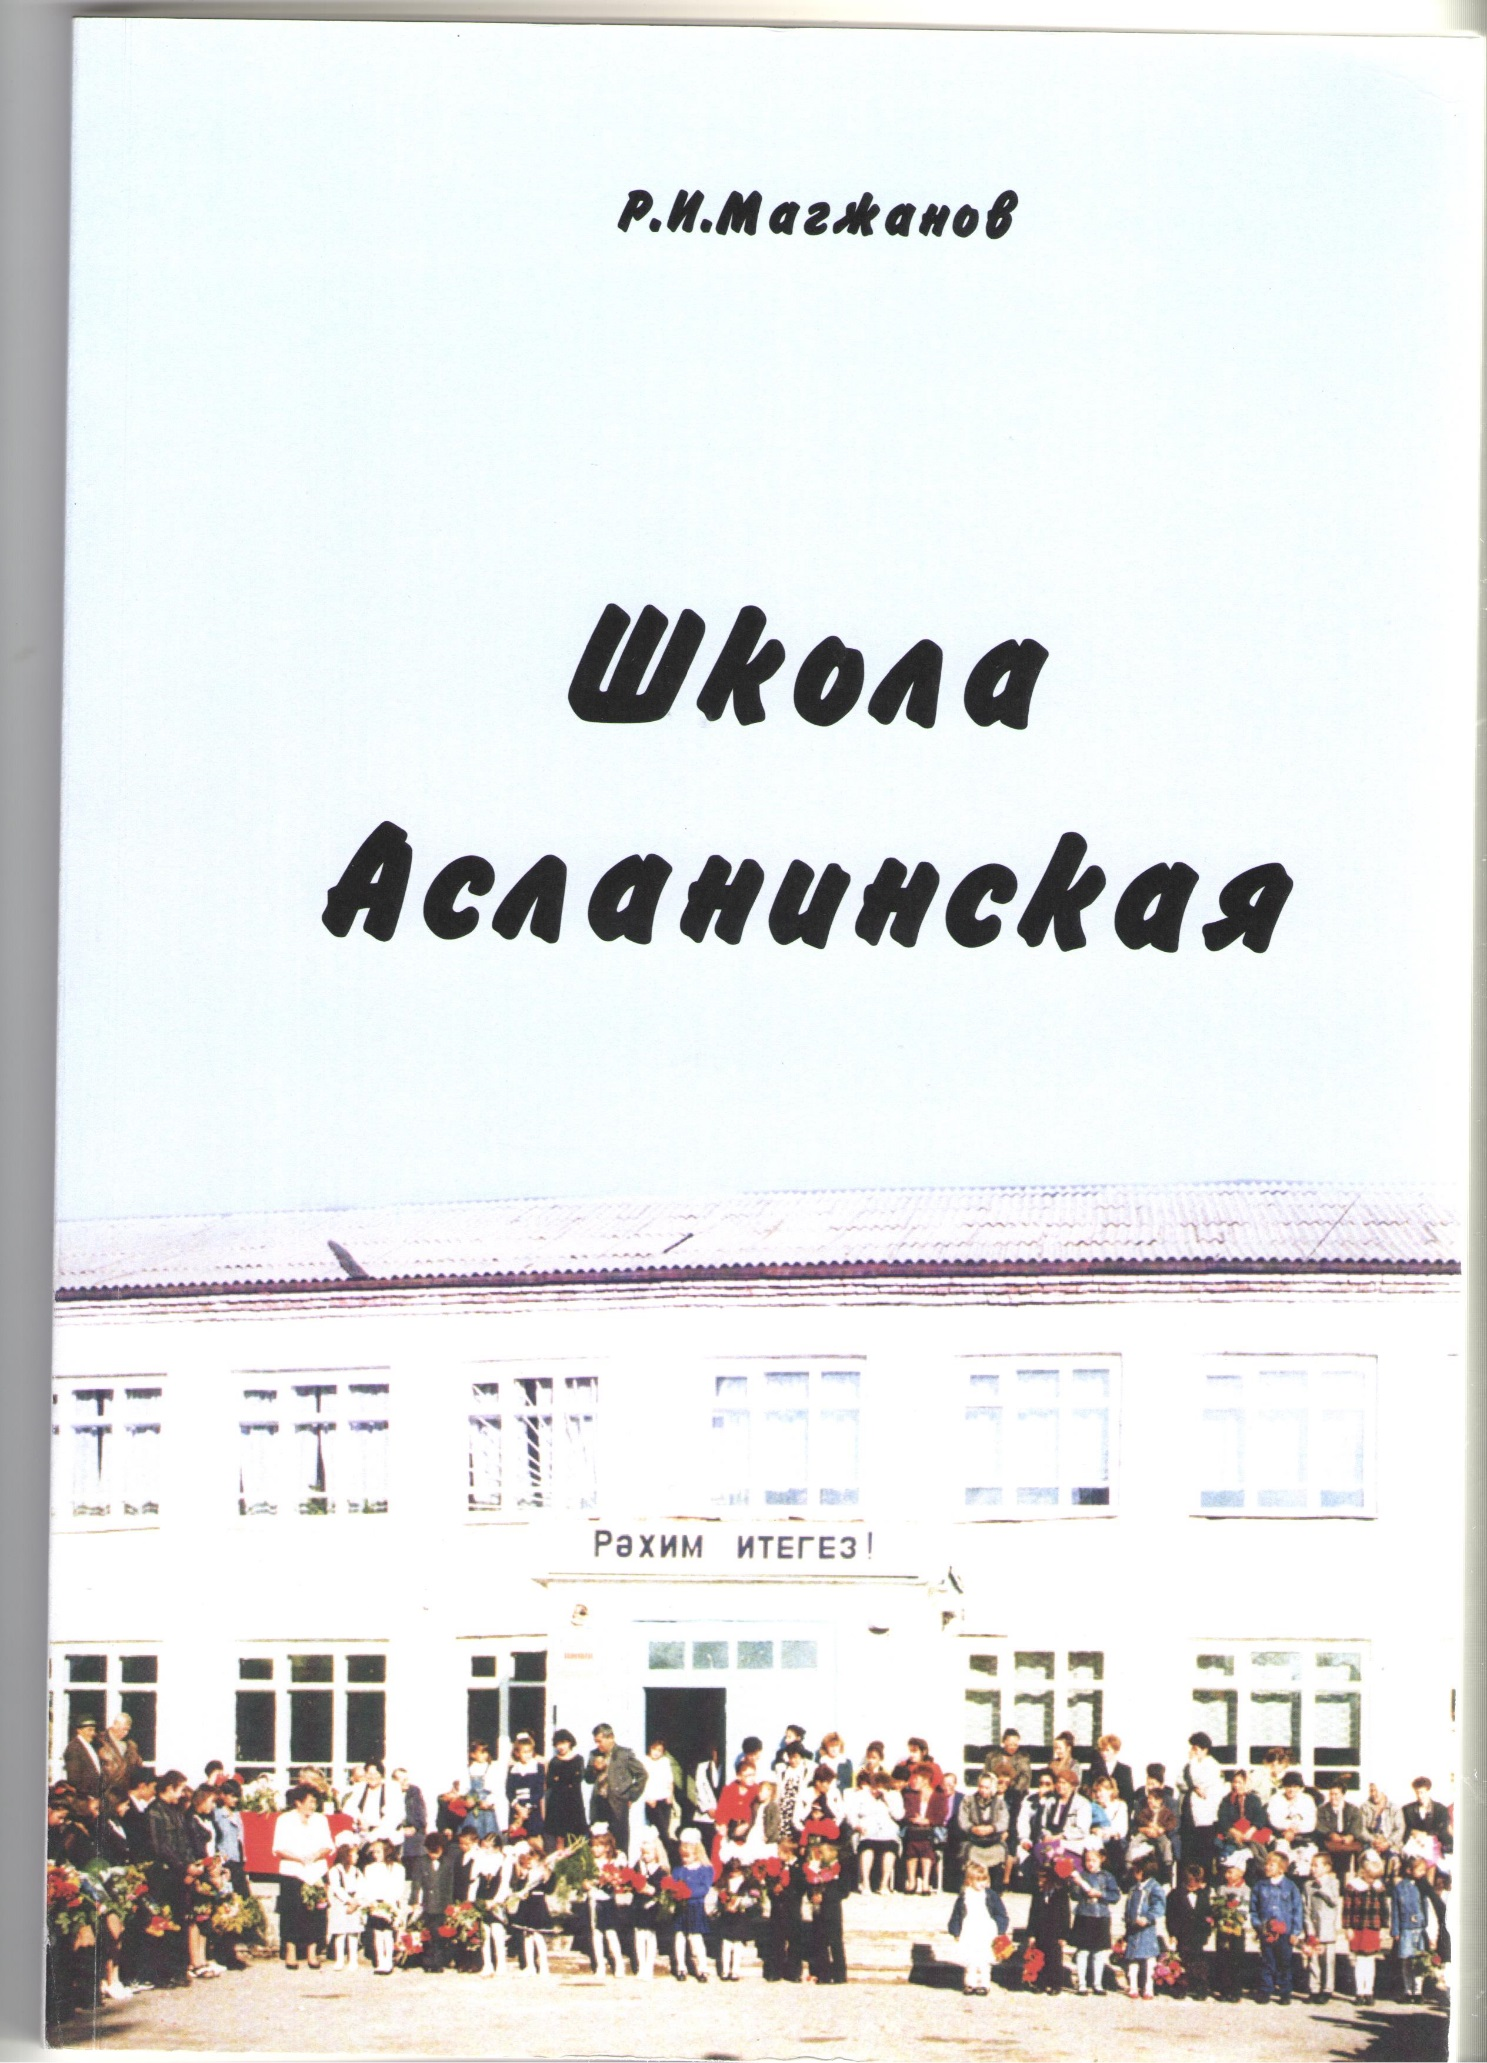 Р.И.Магжанов
Школа
Асланинская
Рәхим итегез!